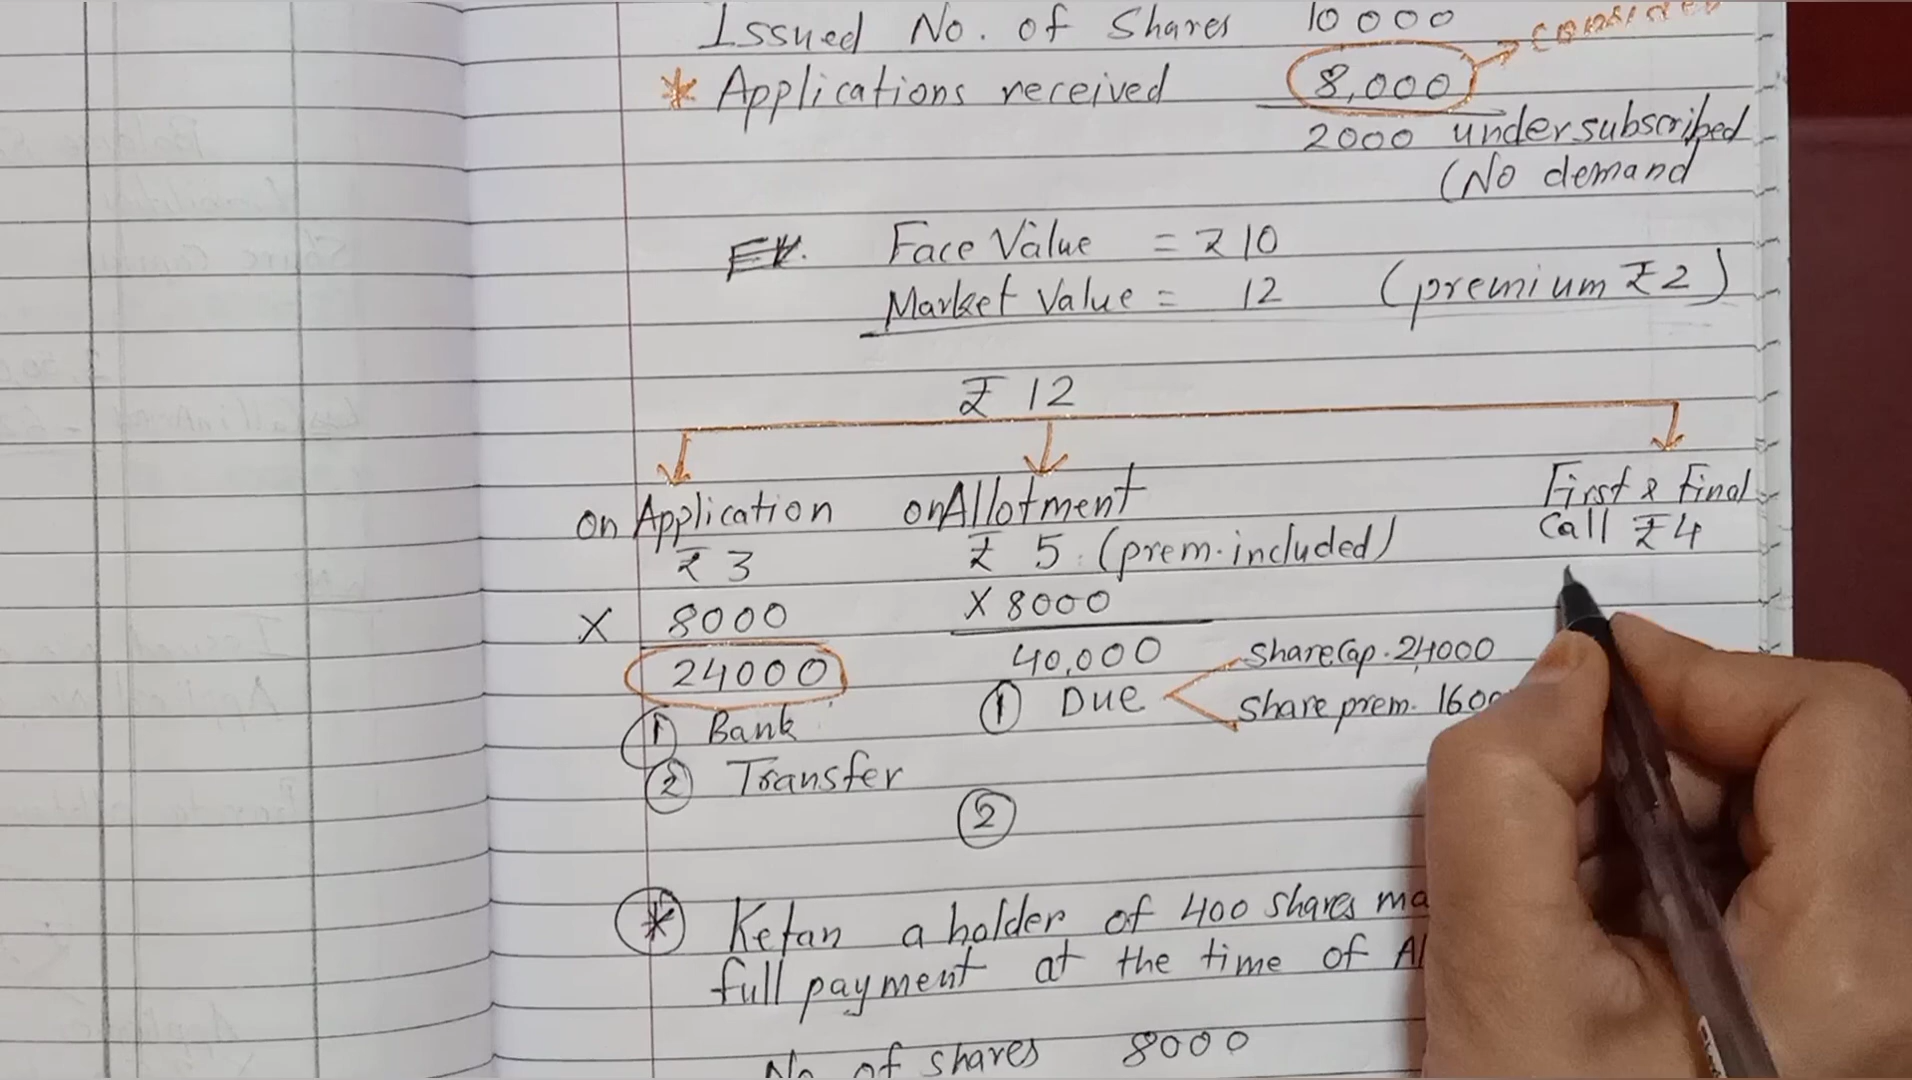 Issued No. of Shares 10000
* Applications received 8,000
2000 undersubscribed
(No demand
Ex. Face Value = ₹10
Market Value = 12 (premium ₹2)
₹ 12
on Application
₹ 3
X 8000
24000
① Bank
② Transfer
on Allotment
₹ 5 (prem. included)
X 8000
40,000
① Due
Share Cap. 24000
Share prem.
②
First & Final
Call ₹4
* Ketan a holder of 400 shares
full payment at the time of
No of shares 8000